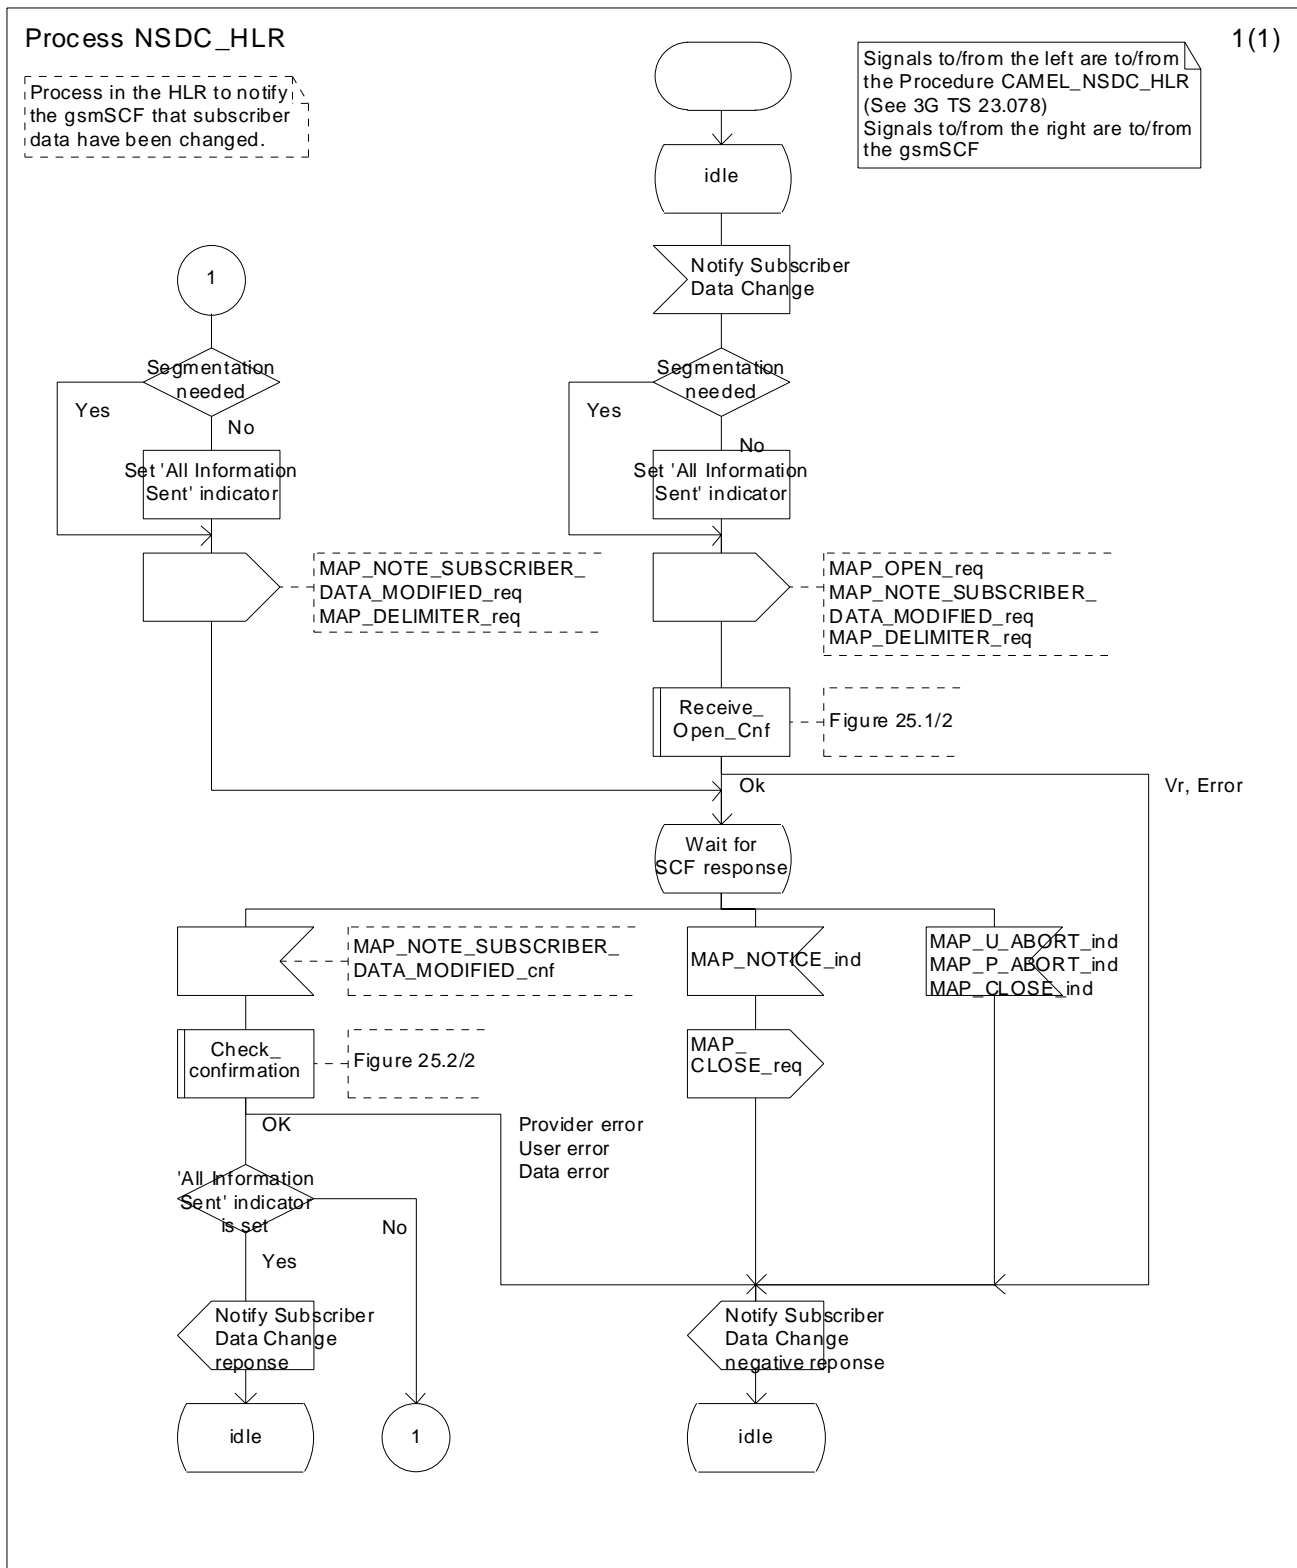 Process NSDC_HLR
1(1)
Process in the HLR to notify
the gsmSCF that subscriber
data have been changed.
Signals to/from the left are to/from
the Procedure CAMEL_NSDC_HLR
(See 3G TS 23.078)
Signals to/from the right are to/from
the gsmSCF
idle
Notify Subscriber
Data Change
1
Segmentation
needed
Yes
No
Set 'All Information
Sent' indicator
Segmentation
needed
Yes
No
Set 'All Information
Sent' indicator
MAP_NOTE_SUBSCRIBER_
DATA_MODIFIED_req
MAP_DELIMITER_req
MAP_OPEN_req
MAP_NOTE_SUBSCRIBER_
DATA_MODIFIED_req
MAP_DELIMITER_req
Receive_
Open_Cnf
Figure 25.1/2
Ok
Vr, Error
Wait for
SCF response
MAP_NOTE_SUBSCRIBER_
DATA_MODIFIED_cnf
MAP_NOTICE_ind
MAP_U_ABORT_ind
MAP_P_ABORT_ind
MAP_CLOSE_ind
Check_
confirmation
Figure 25.2/2
MAP_
CLOSE_req
OK
Provider error
User error
Data error
'All Information
Sent' indicator
is set
No
Yes
Notify Subscriber
Data Change
reponse
Notify Subscriber
Data Change
negative reponse
idle
1
idle